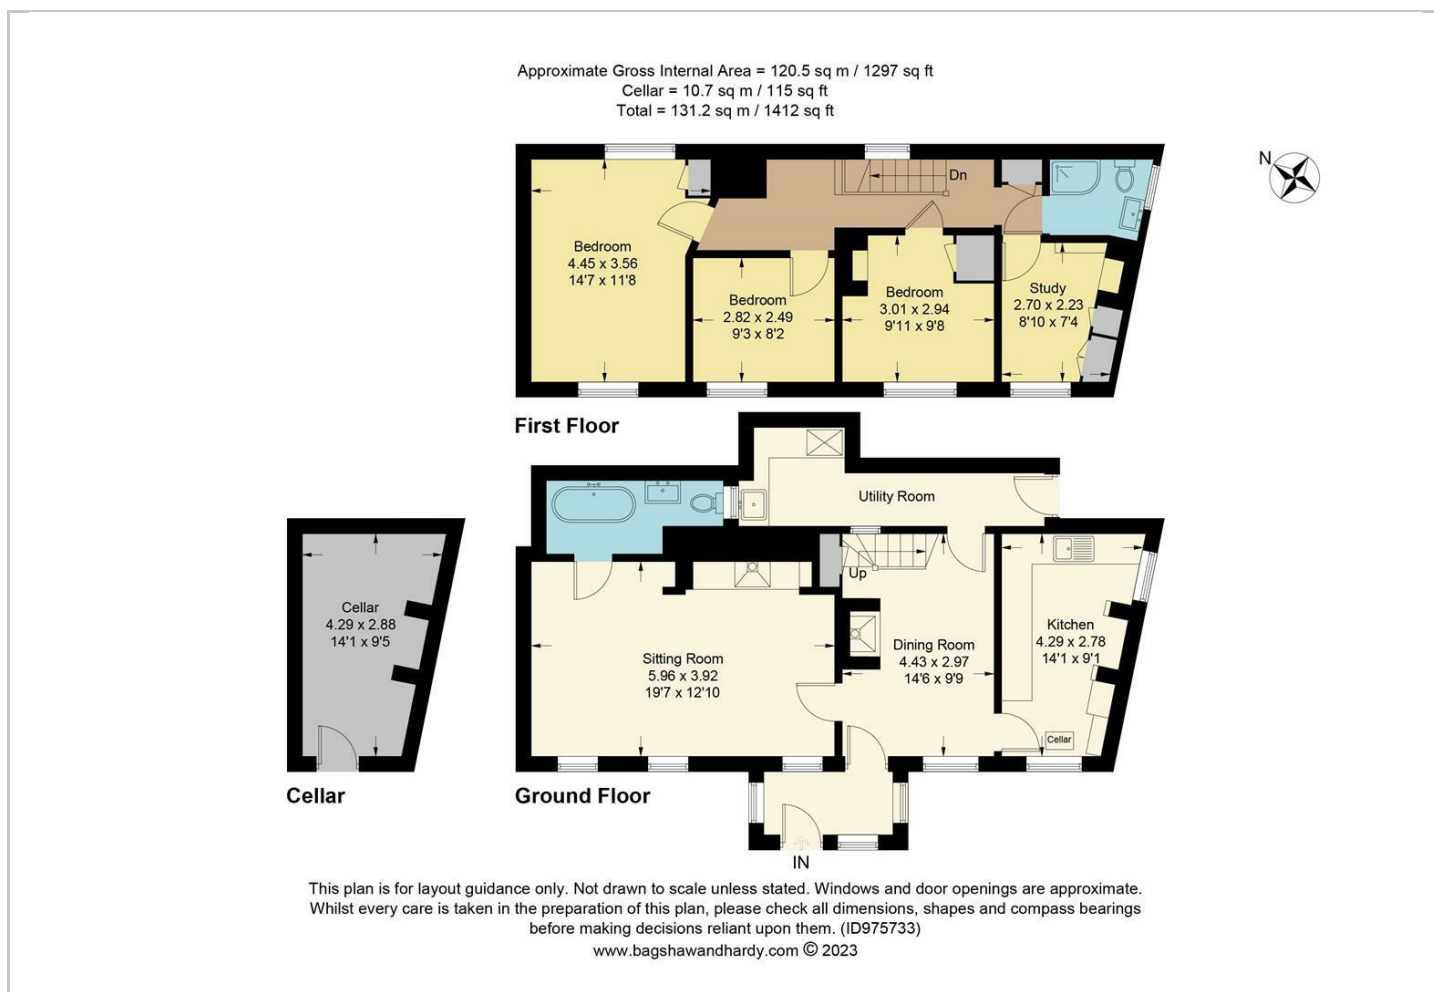 Approximate Gross Internal Area = 120.5 sq m / 1297 sq ft
Cellar = 10.7 sq m / 115 sq ft
Total = 131.2 sq m / 1412 sq ft
N
Dn
Bedroom
4.45 x 3.56
14'7 x 11'8
Bedroom
2.82 x 2.49
9'3 x 8'2
Bedroom
3.01 x 2.94
9'11 x 9'8
Study
2.70 x 2.23
8'10 x 7'4
First Floor
Utility Room
Up
Cellar
4.29 x 2.88
14'1 x 9'5
Sitting Room
5.96 x 3.92
19'7 x 12'10
Dining Room
4.43 x 2.97
14'6 x 9'9
Kitchen
4.29 x 2.78
14'1 x 9'1
Cellar
Cellar
Ground Floor
IN
This plan is for layout guidance only. Not drawn to scale unless stated. Windows and door openings are approximate.
Whilst every care is taken in the preparation of this plan, please check all dimensions, shapes and compass bearings
before making decisions reliant upon them. (ID975733)
www.bagshawandhardy.com © 2023